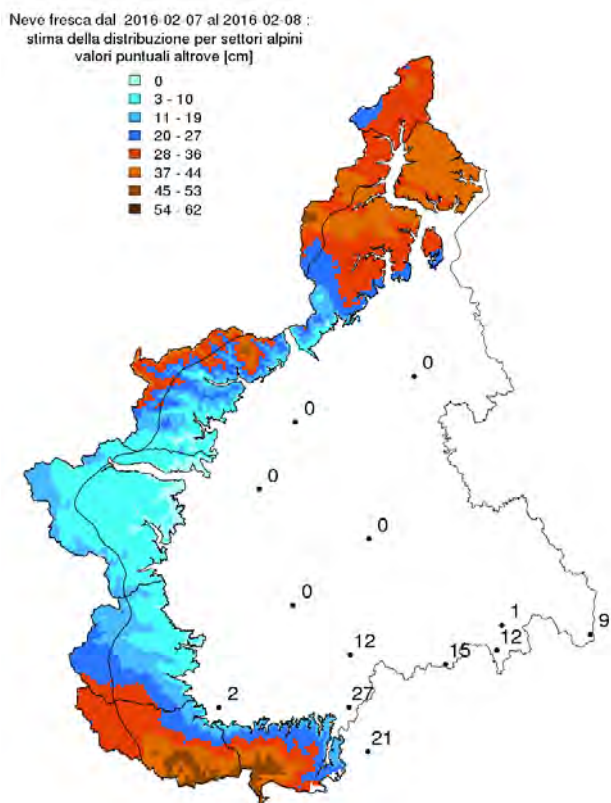 Neve fresca dal 2016-02-07 al 2016-02-08 :
stima della distribuzione per settori alpini
valori puntuali altrove [cm]
0
3 - 10
11 - 19
20 - 27
28 - 36
37 - 44
45 - 53
54 - 62
0
0
0
0
0
1
9
12
12
15
2
27
21